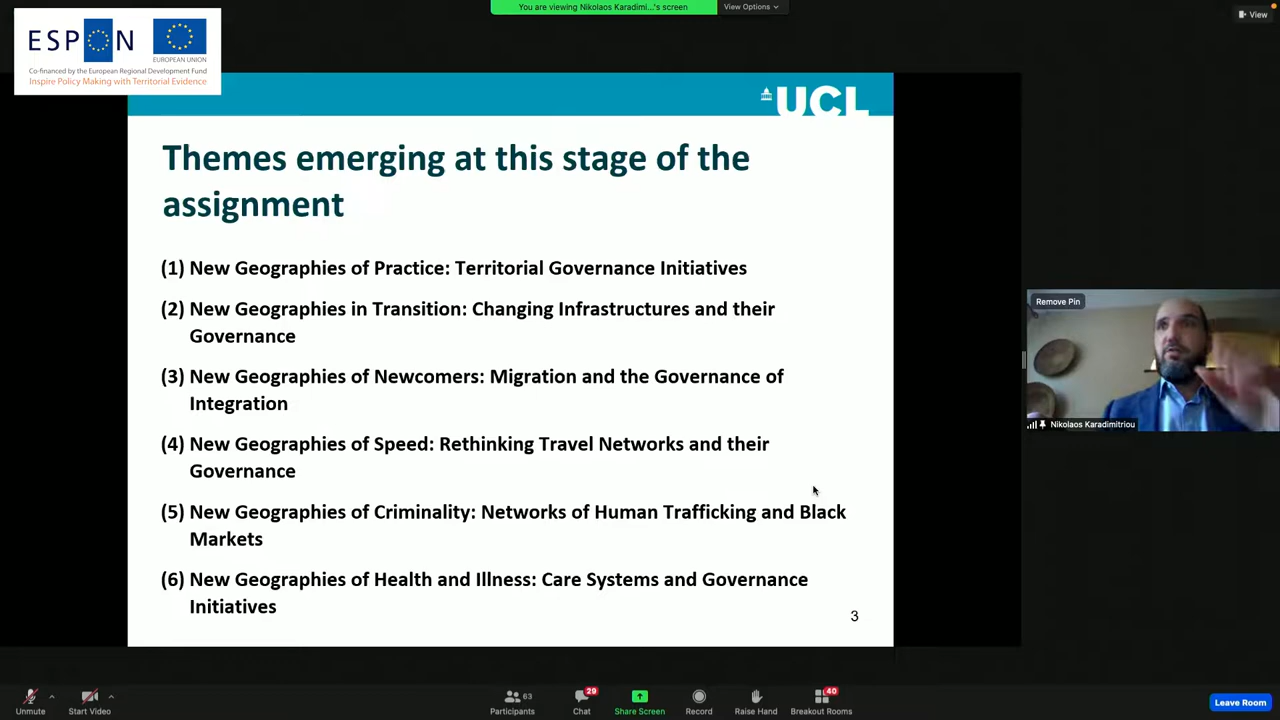 You are viewing Nikolaos Karadimi...'s screen
View Options
View
ESPON
EUROPEAN UNION
Co-financed by the European Regional Development Fund
Inspire Policy Making with Territorial Evidence
UCL
Themes emerging at this stage of the
assignment
(1) New Geographies of Practice: Territorial Governance Initiatives
(2) New Geographies in Transition: Changing Infrastructures and their
Governance
(3) New Geographies of Newcomers: Migration and the Governance of
Integration
(4) New Geographies of Speed: Rethinking Travel Networks and their
Governance
(5) New Geographies of Criminality: Networks of Human Trafficking and Black
Markets
(6) New Geographies of Health and Illness: Care Systems and Governance
Initiatives
3
Remove Pin
Nikolaos Karadimitriou
Unmute
Start Video
63
Participants
29
Chat
Share Screen
Record
Raise Hand
40
Breakout Rooms
Leave Room